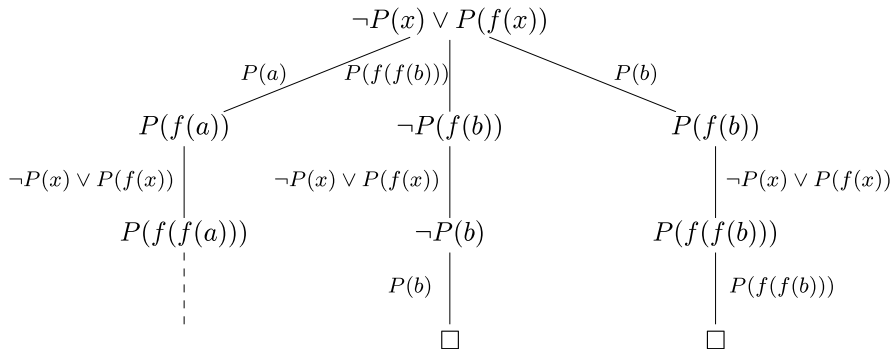 ¬P(x) ∨ P(f(x))
P(a) P(f(f(b))) P(b)
P(f(a)) ¬P(f(b)) P(f(b))
¬P(x) ∨ P(f(x)) ¬P(x) ∨ P(f(x)) ¬P(x) ∨ P(f(x))
P(f(f(a))) ¬P(b) P(f(f(b)))
P(b) P(f(f(b)))
□ □